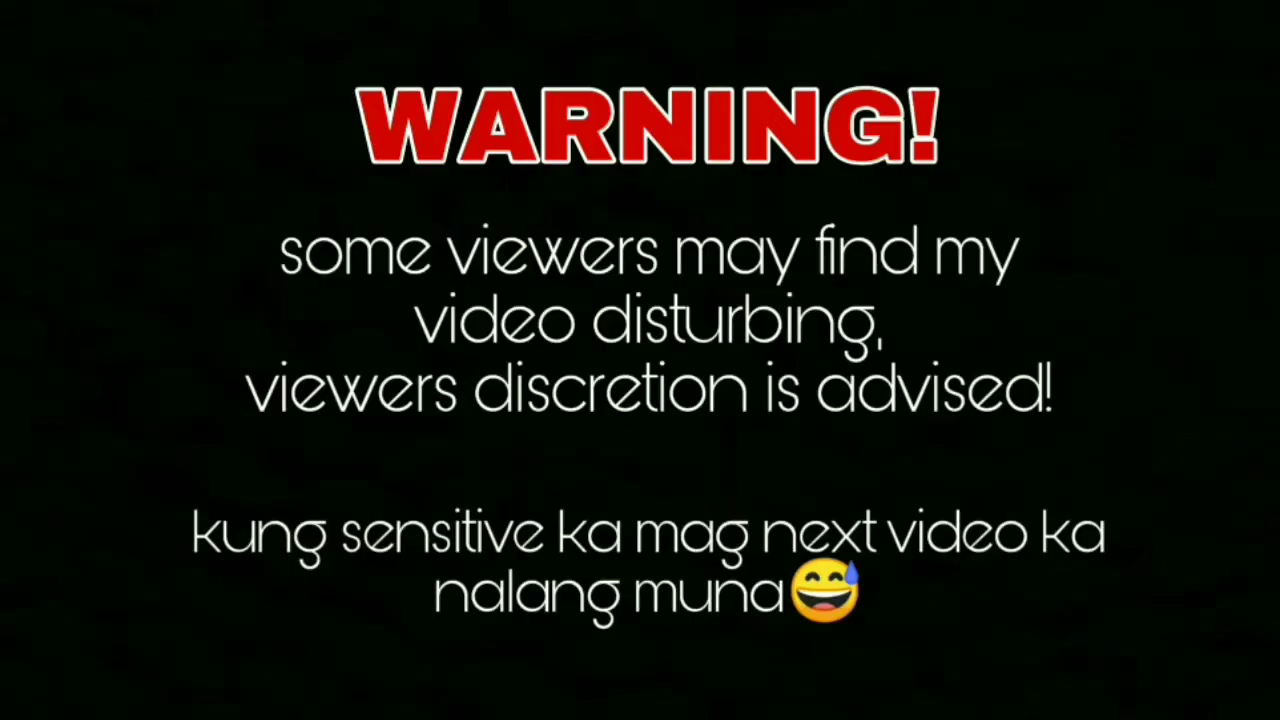 WARNING!
some viewers may find my
video disturbing,
viewers discretion is advised!
kung sensitive ka mag next video ka
nalang muna😅